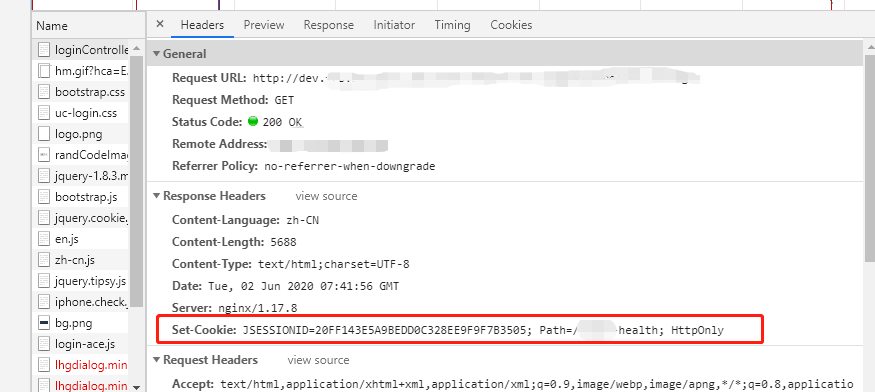 Name
loginControlle
hm.gif?hca=E.
bootstrap.css
uc-login.css
logo.png
randCodeImag
jquery-1.8.3.m
bootstrap.js
jquery.cookie.
en.js
zh-cn.js
jquery.tipsy.js
iphone.check.
bg.png
login-ace.js
lhgdialog.min
lhgdialog.min
× Headers Preview Response Initiator Timing Cookies
General
Request URL: http://dev.
Request Method: GET
Status Code: 200 OK
Remote Address:
Referrer Policy: no-referrer-when-downgrade
Response Headers view source
Content-Language: zh-CN
Content-Length: 5688
Content-Type: text/html;charset=UTF-8
Date: Tue, 02 Jun 2020 07:41:56 GMT
Server: nginx/1.17.8
Set-Cookie: JSESSIONID=20FF143E5A9BEDD0C328EE9F9F7B3505; Path=/ -health; HttpOnly
Request Headers view source
Accept: text/html,application/xhtml+xml,application/xml;q=0.9,image/webp,image/apng,*/*;q=0.8,applicatio